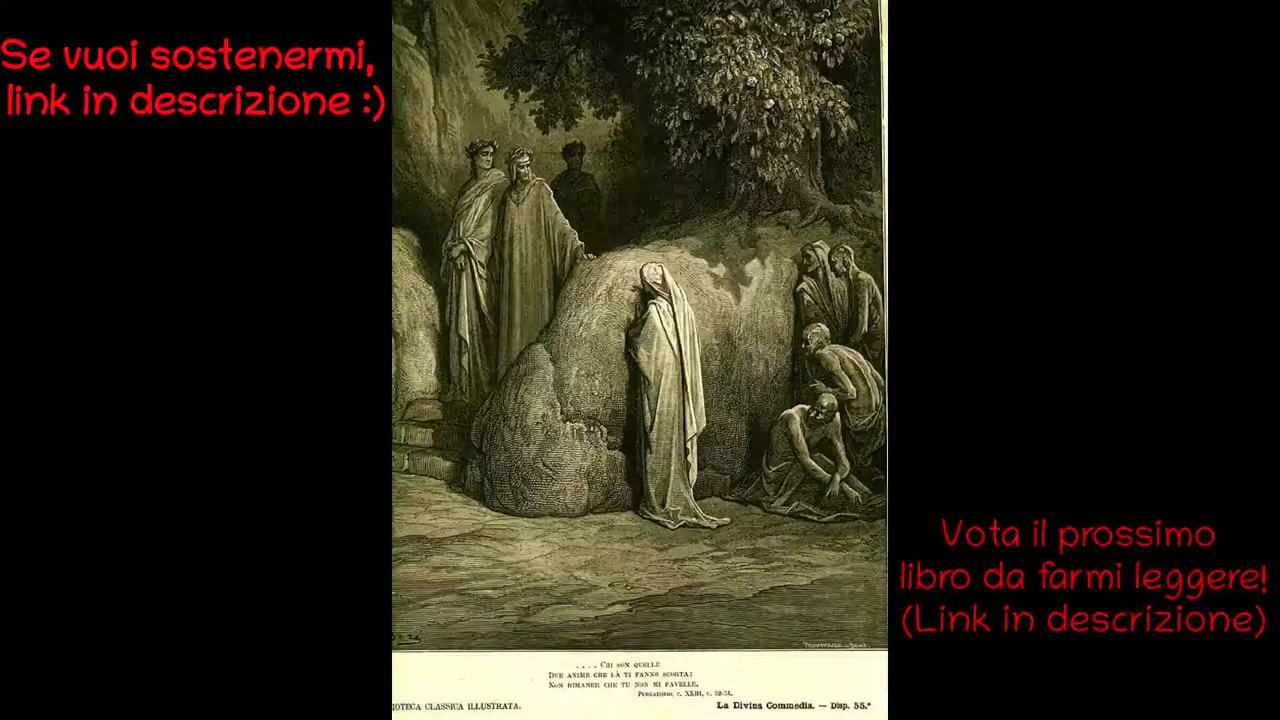 Se vuoi sostenermi,
link in descrizione :)
Vota il prossimo
libro da farmi leggere!
(Link in descrizione)
. . . . Chi son quelle
Due anime che là ti fanno scorta;
Non rimaner che tu non mi favelle.
Purgatorio, c. XXIII, v. 52-54.
IOTECA CLASSICA ILLUSTRATA.
La Divina Commedia. — Disp. 55.ª